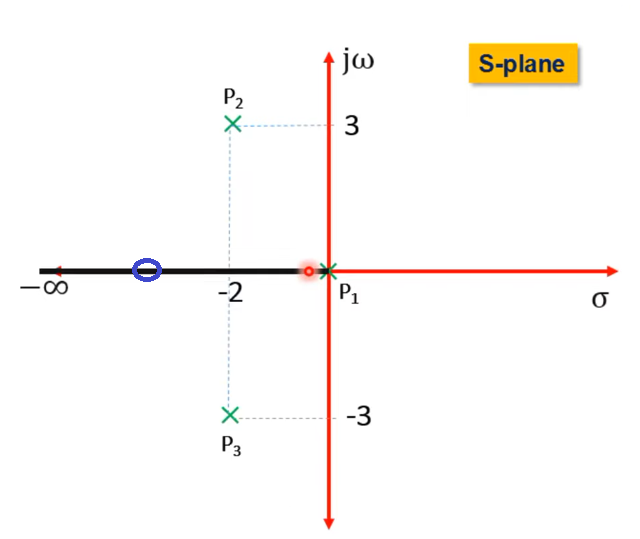 S-plane
jω
P₂
3
−∞
-2
P₁
σ
-3
P₃